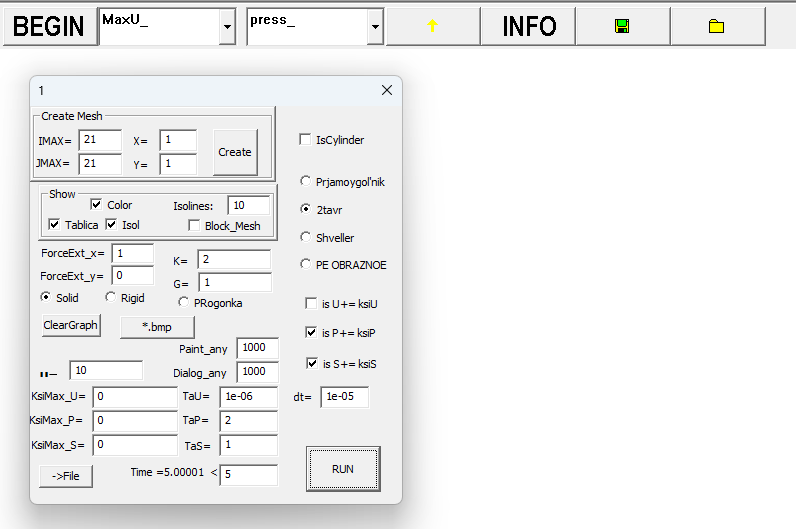 BEGIN MaxU_ press_ INFO
1
Create Mesh
IMAX= 21 X= 1
JMAX= 21 Y= 1
Create
IsCylinder
Show
Color Isolines: 10
Tablica Isol Block_Mesh
Prjamoygol'nik
2tavr
Shveller
PE OBRAZNOE
ForceExt_x= 1 K= 2
ForceExt_y= 0 G= 1
Solid Rigid PRogonka
is U+= ksiU
is P+= ksiP
is S+= ksiS
ClearGraph *.bmp
Paint_any 1000
10 Dialog_any 1000
KsiMax_U= 0 TaU= 1e-06 dt= 1e-05
KsiMax_P= 0 TaP= 2
KsiMax_S= 0 TaS= 1
->File Time =5.00001 < 5
RUN